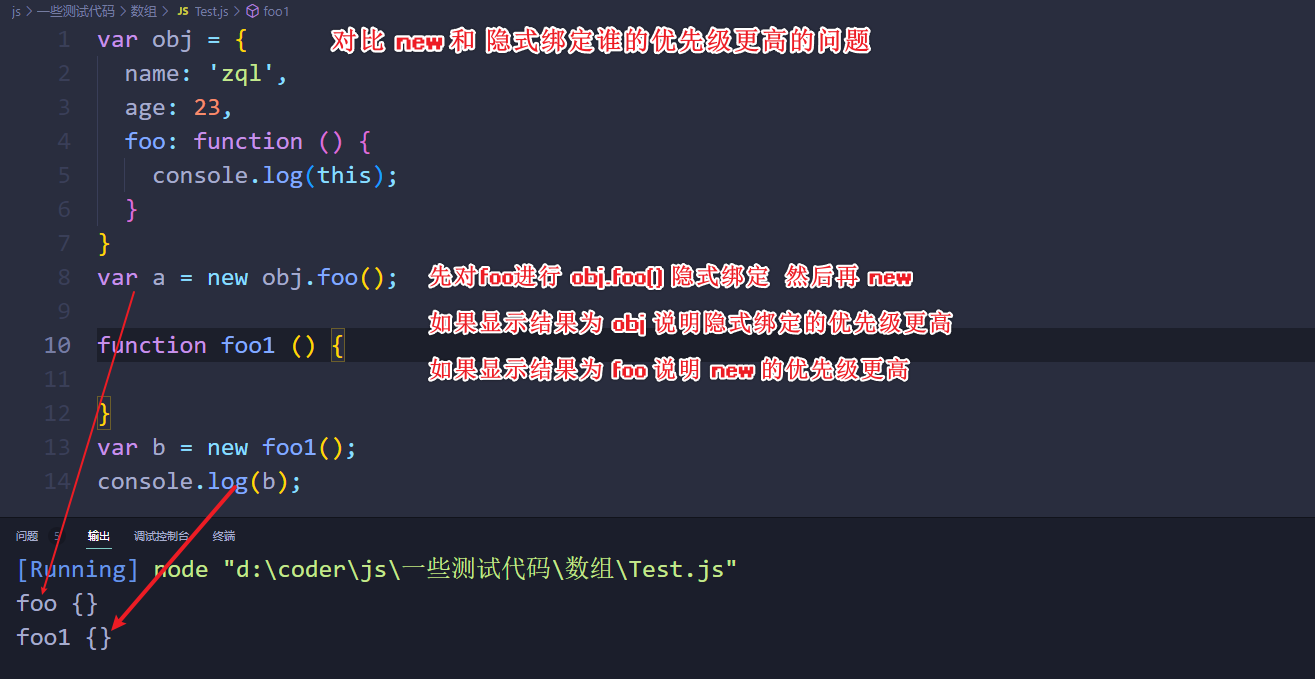 js > 一些测试代码 > 数组 > JS Test.js > foo1
1 var obj = { 对比 new 和 隐式绑定谁的优先级更高的问题
2 name: 'zql',
3 age: 23,
4 foo: function () {
5 console.log(this);
6 }
7 }
8 var a = new obj.foo(); 先对foo进行 obj.foo() 隐式绑定 然后再 new
9
如果显示结果为 obj 说明隐式绑定的优先级更高
10 function foo1 () {
如果显示结果为 foo 说明 new 的优先级更高
11
12 }
13 var b = new foo1();
14 console.log(b);
问题 5 输出 调试控制台 终端
[Running] node "d:\coder\js\一些测试代码\数组\Test.js"
foo {}
foo1 {}